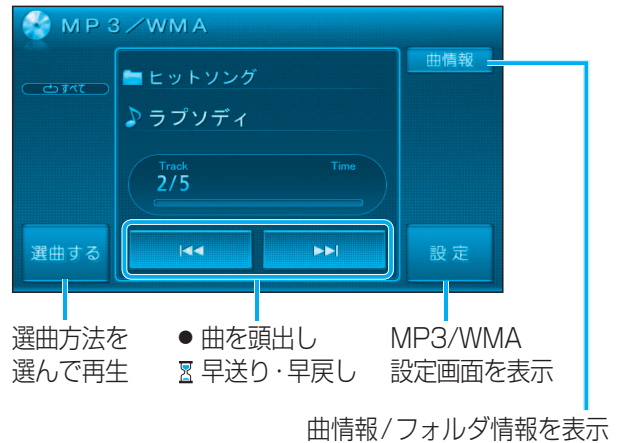 MP3/WMA
曲情報
すべて
ヒットソング
ラプソディ
Track
Time
2/5
選曲する
設定
選曲方法を
選んで再生
● 曲を頭出し
早送り・早戻し
MP3/WMA
設定画面を表示
曲情報/フォルダ情報を表示